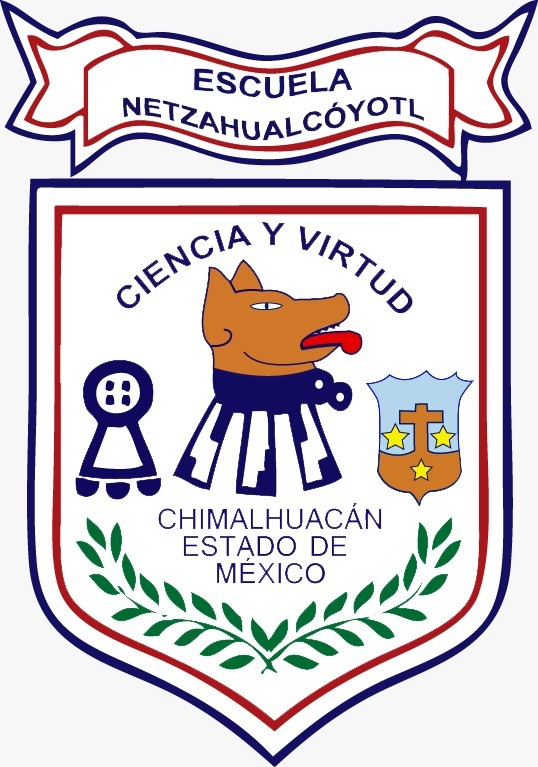 ESCUELA
NETZAHUALCÓYOTL
CIENCIA Y VIRTUD
CHIMALHUACÁN
ESTADO DE
MÉXICO